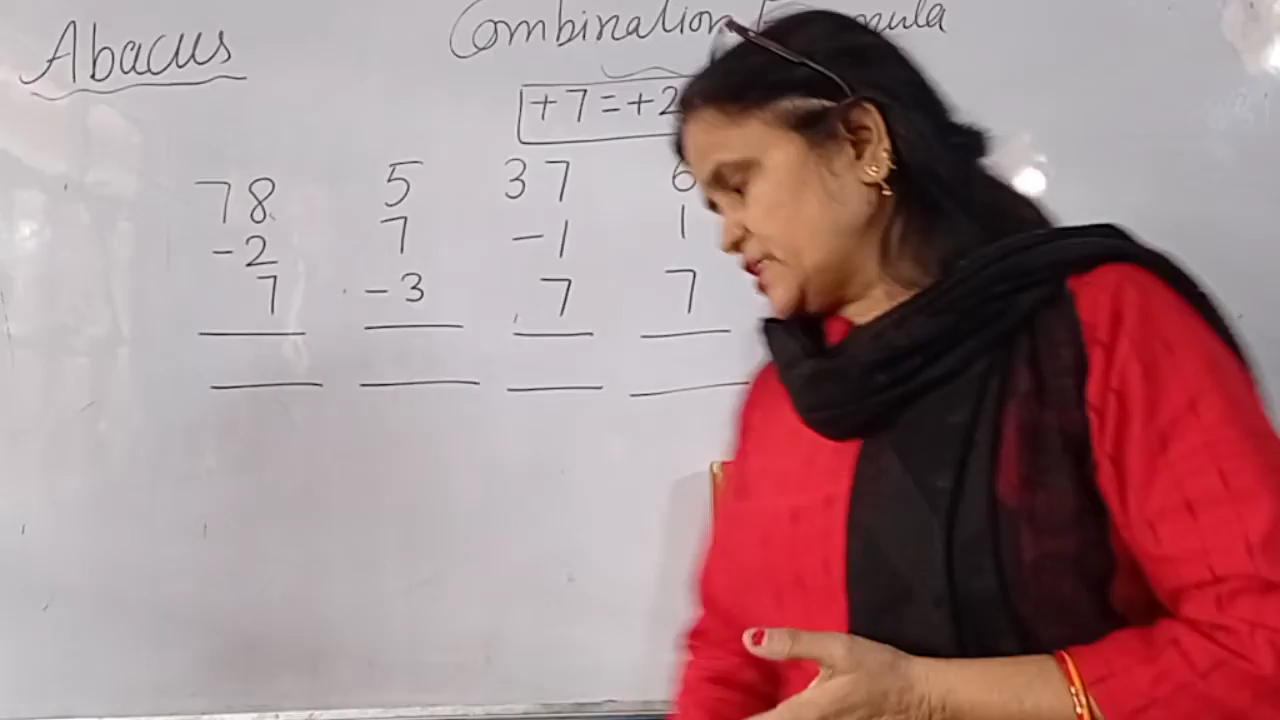 Abacus
Combination
+7=+2
78 5 37 6
-2 7 -1 1
7 -3 7 7